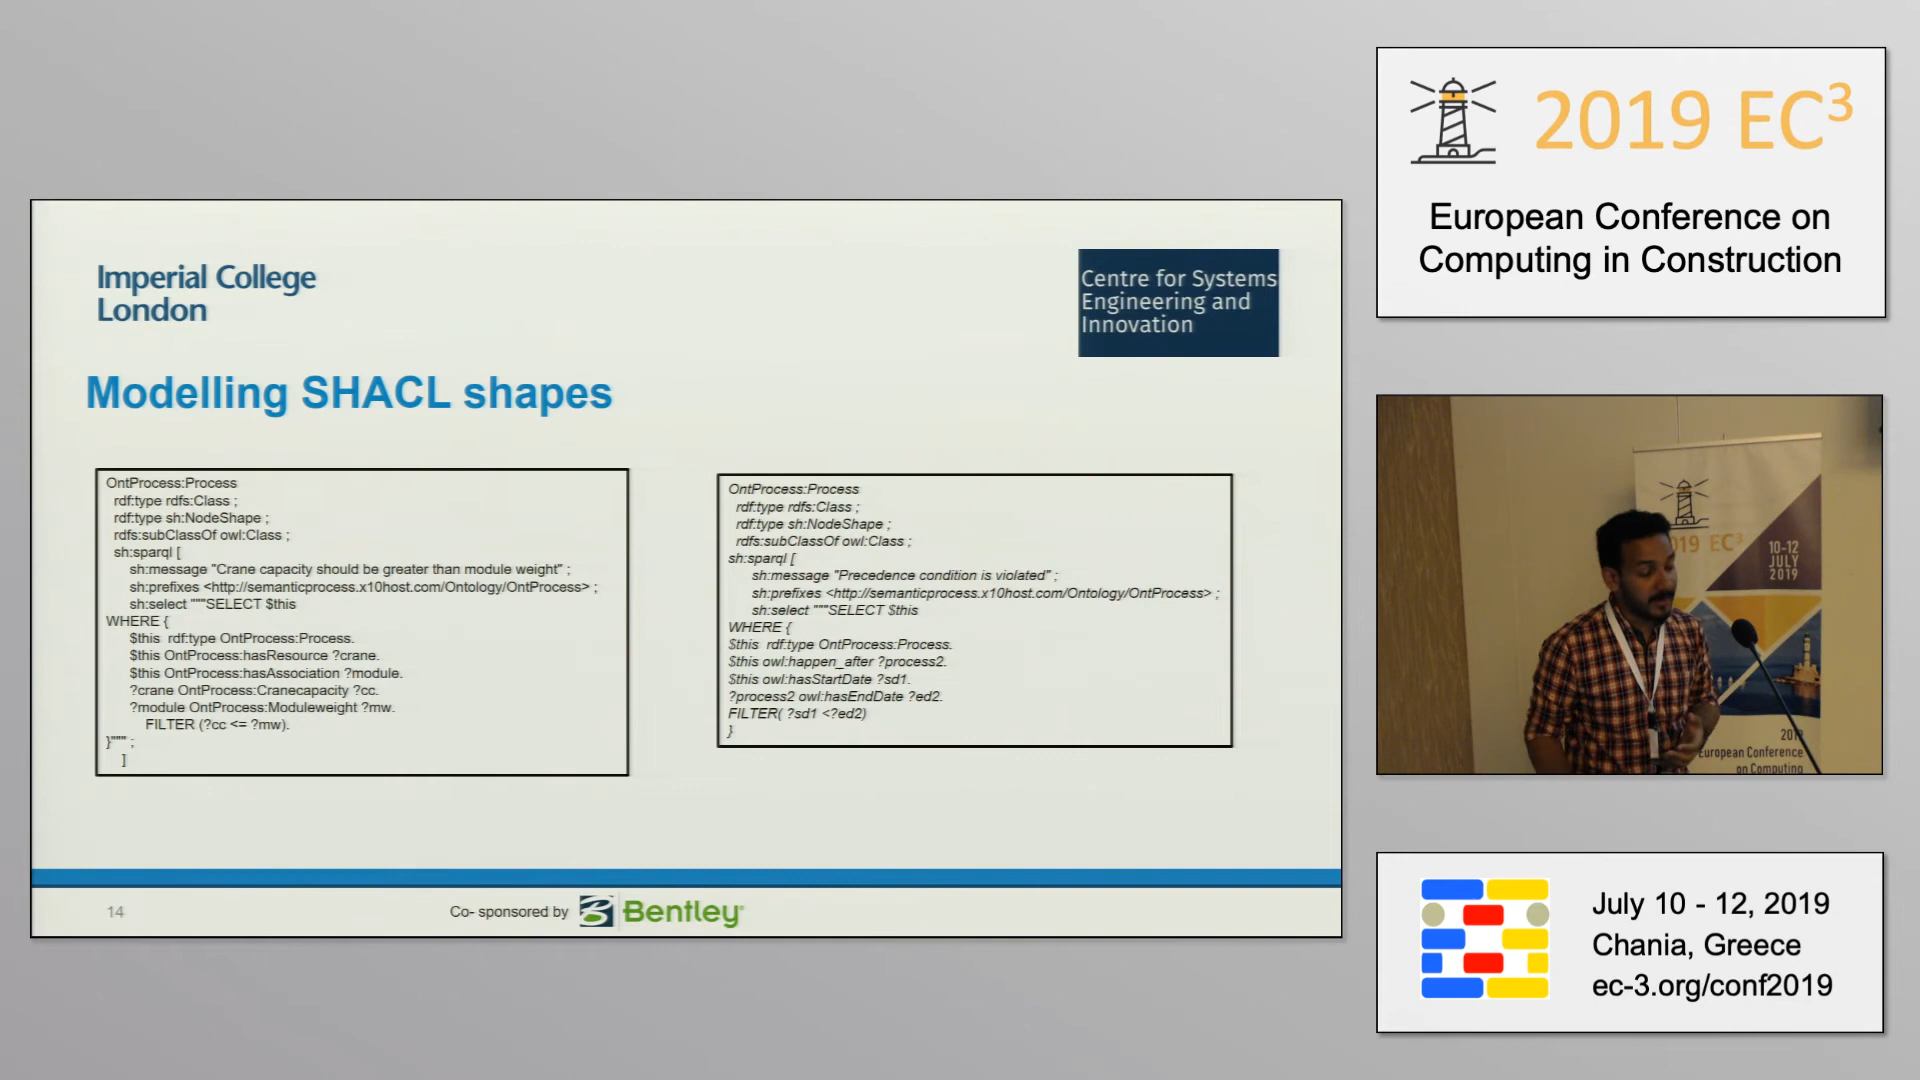 Imperial College
London
Centre for Systems
Engineering and
Innovation
Modelling SHACL shapes
OntProcess:Process
rdf:type rdfs:Class ;
rdf:type sh:NodeShape ;
rdfs:subClassOf owl:Class ;
sh:sparql [
sh:message "Crane capacity should be greater than module weight" ;
sh:prefixes <http://semanticprocess.x10host.com/Ontology/OntProcess> ;
sh:select """SELECT $this
WHERE {
$this rdf:type OntProcess:Process.
$this OntProcess:hasResource ?crane.
$this OntProcess:hasAssociation ?module.
?crane OntProcess:Cranecapacity ?cc.
?module OntProcess:Moduleweight ?mw.
FILTER (?cc <= ?mw).
}""" ;
]
OntProcess:Process
rdf:type rdfs:Class ;
rdf:type sh:NodeShape ;
rdfs:subClassOf owl:Class ;
sh:sparql [
sh:message "Precedence condition is violated" ;
sh:prefixes <http://semanticprocess.x10host.com/Ontology/OntProcess> ;
sh:select """SELECT $this
WHERE {
$this rdf:type OntProcess:Process.
$this owl:happen_after ?process2.
$this owl:hasStartDate ?sd1.
?process2 owl:hasEndDate ?ed2.
FILTER( ?sd1 <?ed2)
}
14
Co- sponsored by
Bentley
2019 EC³
European Conference on
Computing in Construction
019 EC³
10-12
JULY
2019
2019
European Conference
on Computing
July 10 - 12, 2019
Chania, Greece
ec-3.org/conf2019